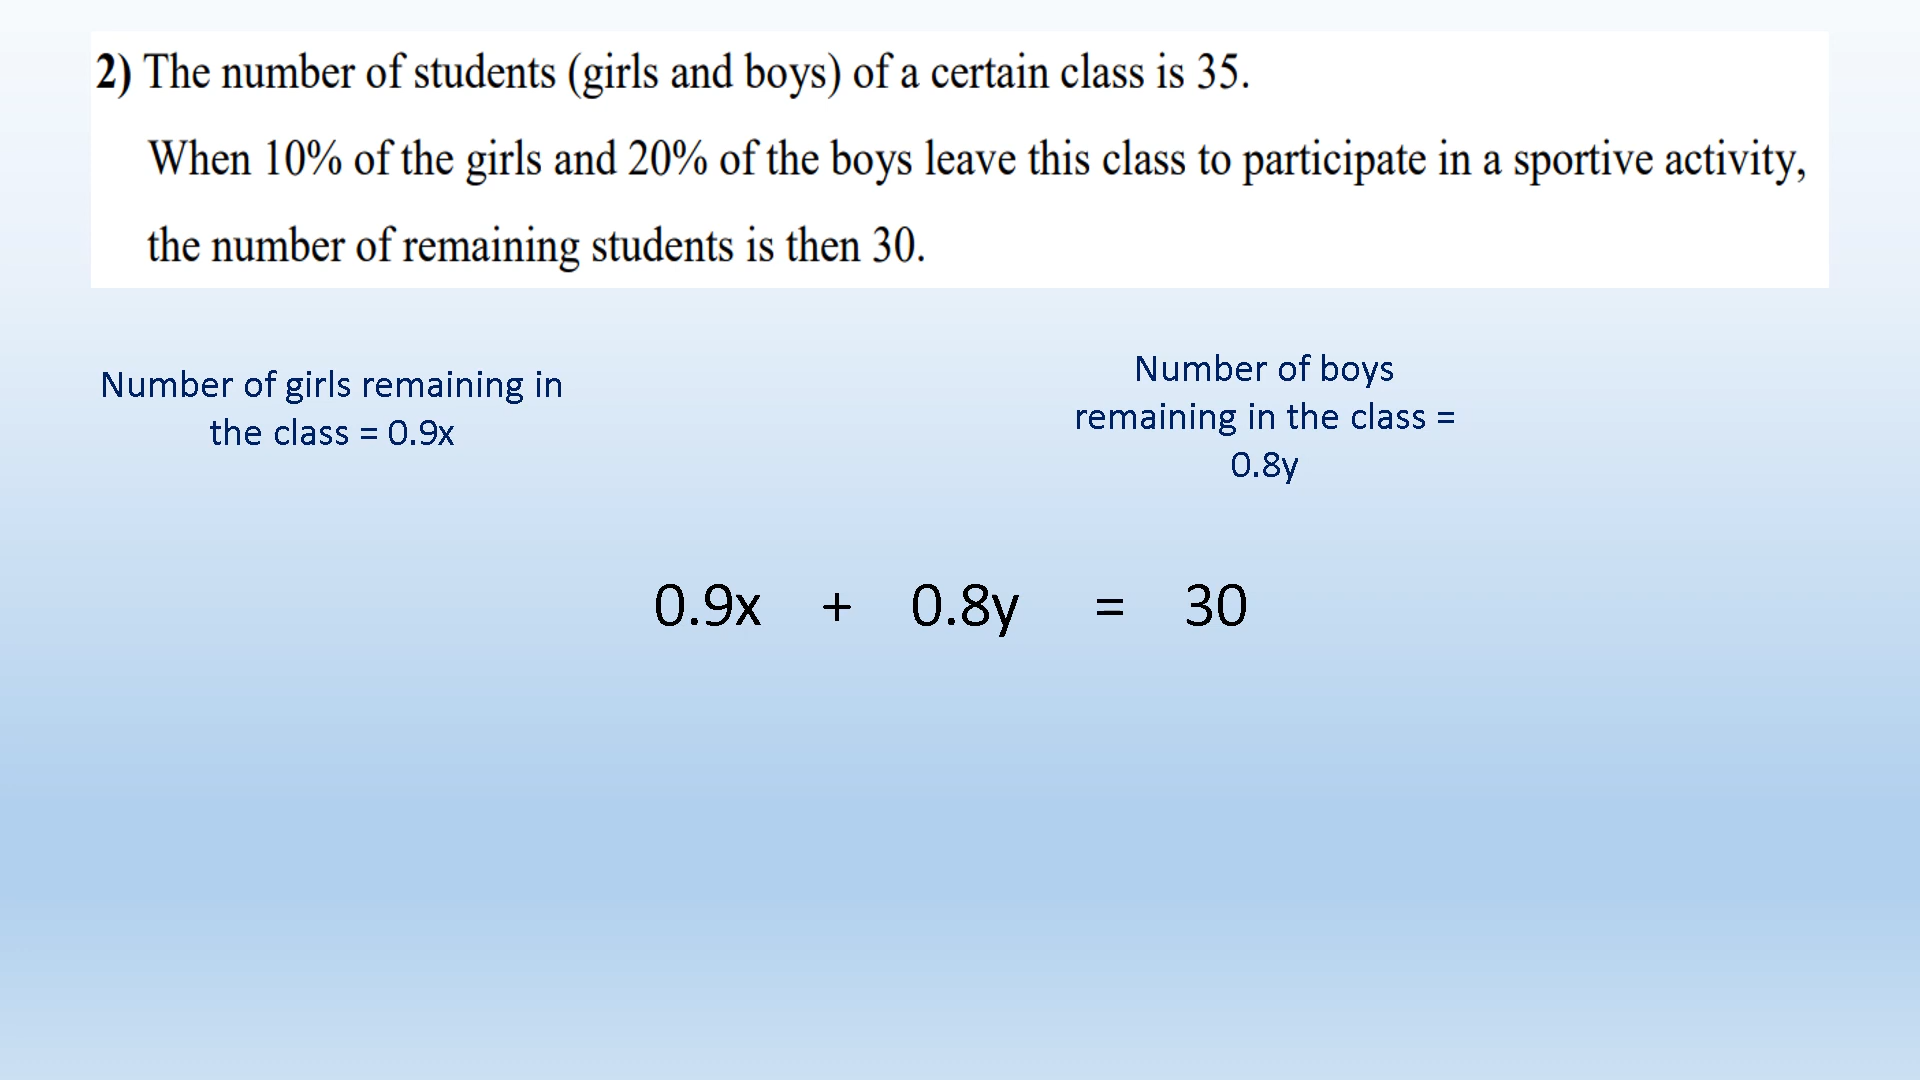 2) The number of students (girls and boys) of a certain class is 35.
When 10% of the girls and 20% of the boys leave this class to participate in a sportive activity,
the number of remaining students is then 30.
Number of girls remaining in
the class = 0.9x
Number of boys
remaining in the class =
0.8y
0.9x + 0.8y = 30